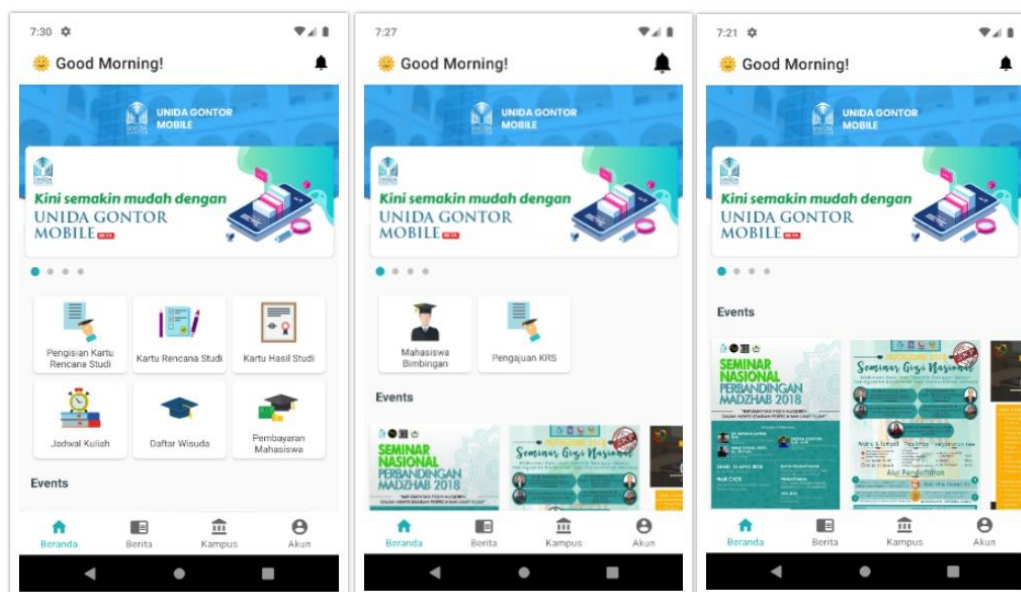 7:30
Good Morning!
UNIDA GONTOR
MOBILE
Kini semakin mudah dengan
UNIDA GONTOR
MOBILE
Pengisian Kartu
Rencana Studi
Kartu Rencana Studi
Kartu Hasil Studi
Jadwal Kuliah
Daftar Wisuda
Pembayaran
Mahasiswa
Events
Beranda
Berita
Kampus
Akun
7:27
Good Morning!
UNIDA GONTOR
MOBILE
Kini semakin mudah dengan
UNIDA GONTOR
MOBILE
Mahasiswa
Bimbingan
Pengajuan KRS
Events
SEMINAR
NASIONAL
PERBANDINGAN
MADZHAB 2018
Seminar Gizi Nasional
Beranda
Berita
Kampus
Akun
7:21
Good Morning!
UNIDA GONTOR
MOBILE
Kini semakin mudah dengan
UNIDA GONTOR
MOBILE
Events
SEMINAR
NASIONAL
PERBANDINGAN
MADZHAB 2018
Seminar Gizi Nasional
Alur Pendaftaran
Beranda
Berita
Kampus
Akun